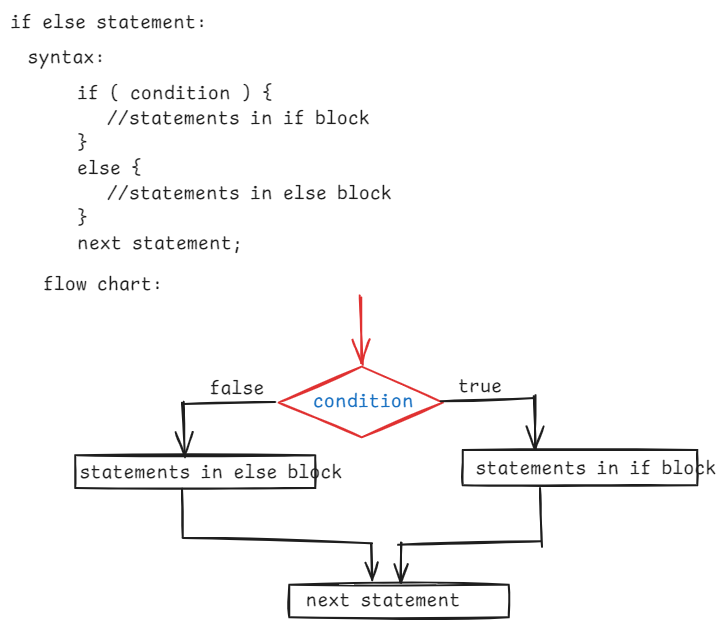 if else statement:
syntax:
if ( condition ) {
//statements in if block
}
else {
//statements in else block
}
next statement;
flow chart:
false
true
condition
statements in else block
statements in if block
next statement